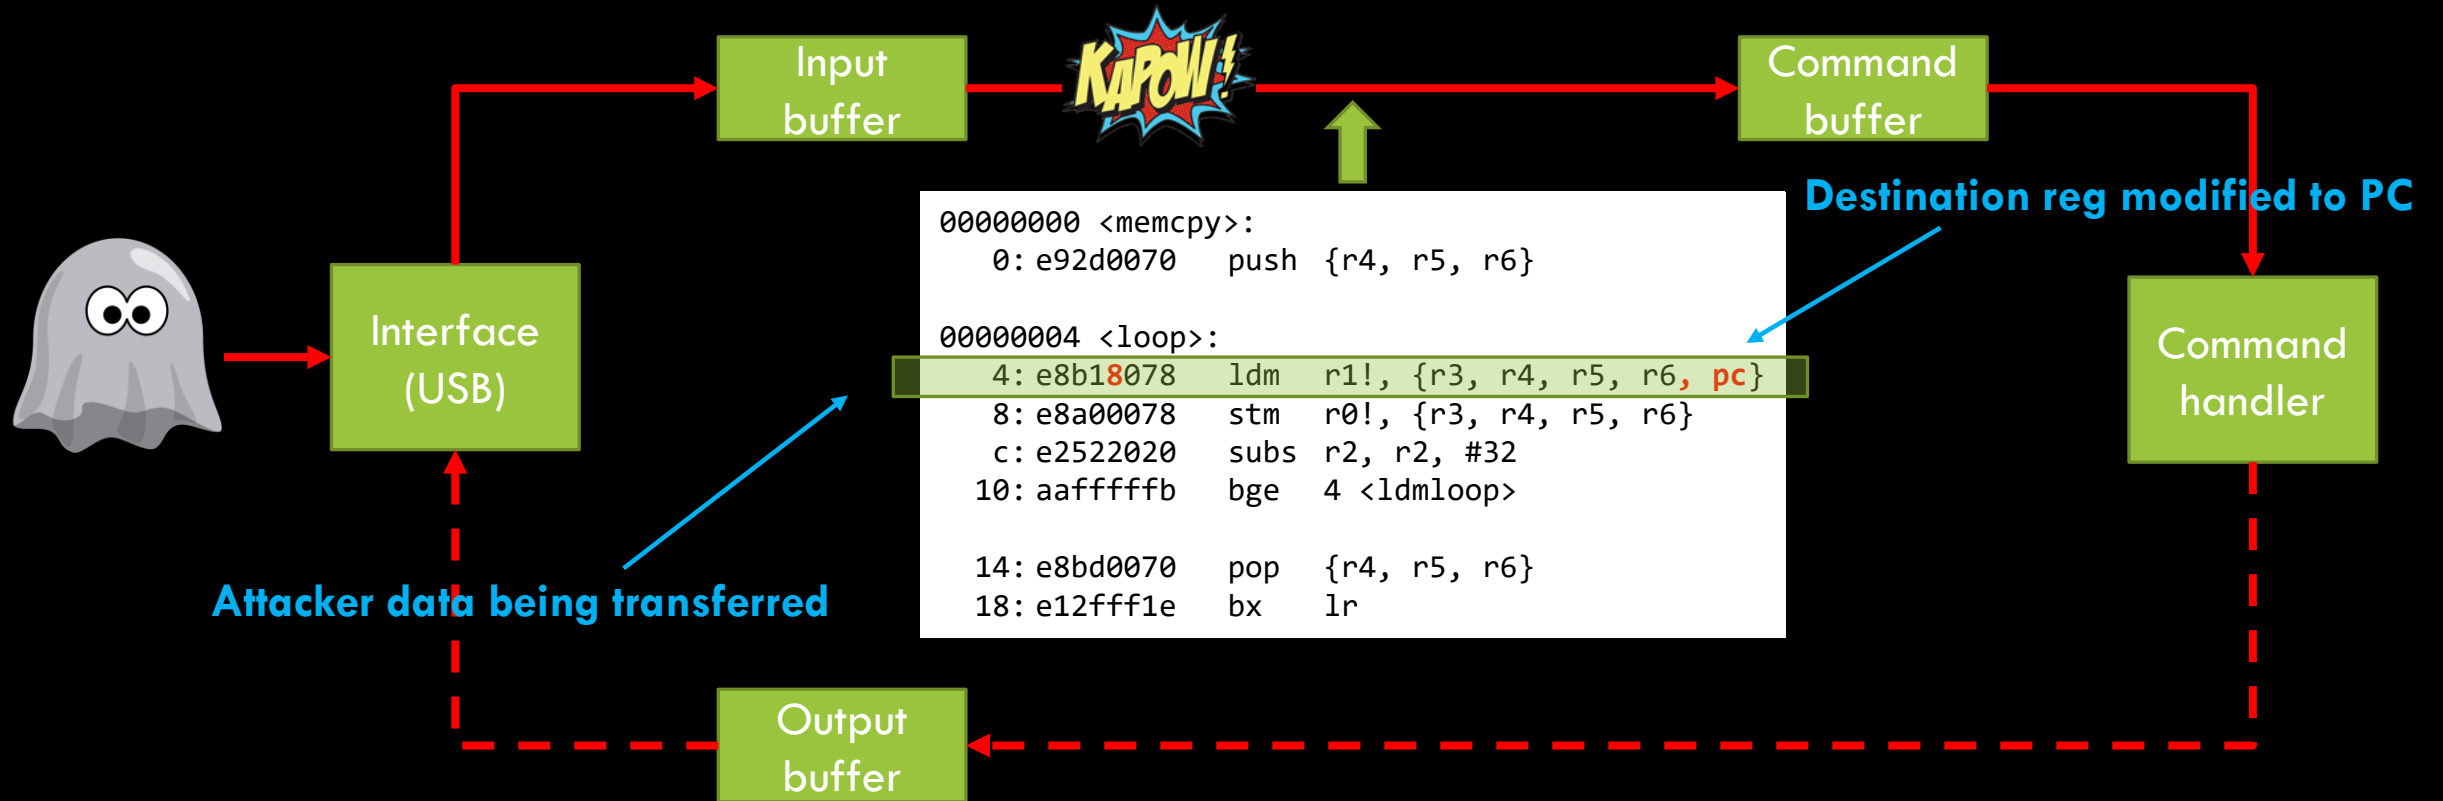 Input
buffer
KAPOW!
Command
buffer
Destination reg modified to PC
00000000 <memcpy>:
0: e92d0070 push {r4, r5, r6}
00000004 <loop>:
4: e8b18078 ldm r1!, {r3, r4, r5, r6, pc}
8: e8a00078 stm r0!, {r3, r4, r5, r6}
c: e2522020 subs r2, r2, #32
10: aafffffb bge 4 <ldmloop>
14: e8bd0070 pop {r4, r5, r6}
18: e12fff1e bx lr
Interface
(USB)
Command
handler
Attacker data being transferred
Output
buffer